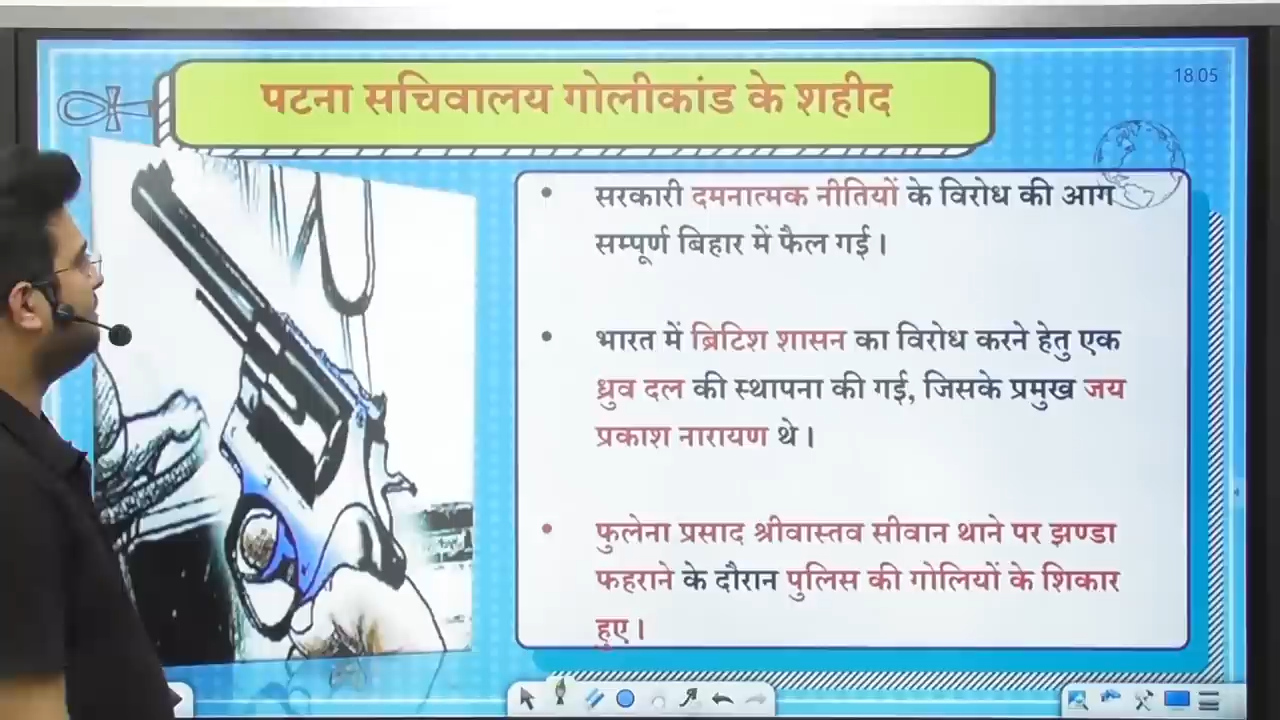 पटना सचिवालय गोलीकांड के शहीद
18.05
• सरकारी दमनात्मक नीतियों के विरोध की आग
सम्पूर्ण बिहार में फैल गई।
• भारत में ब्रिटिश शासन का विरोध करने हेतु एक
ध्रुव दल की स्थापना की गई, जिसके प्रमुख जय
प्रकाश नारायण थे।
• फुलेना प्रसाद श्रीवास्तव सीवान थाने पर झण्डा
फहराने के दौरान पुलिस की गोलियों के शिकार
हुए।